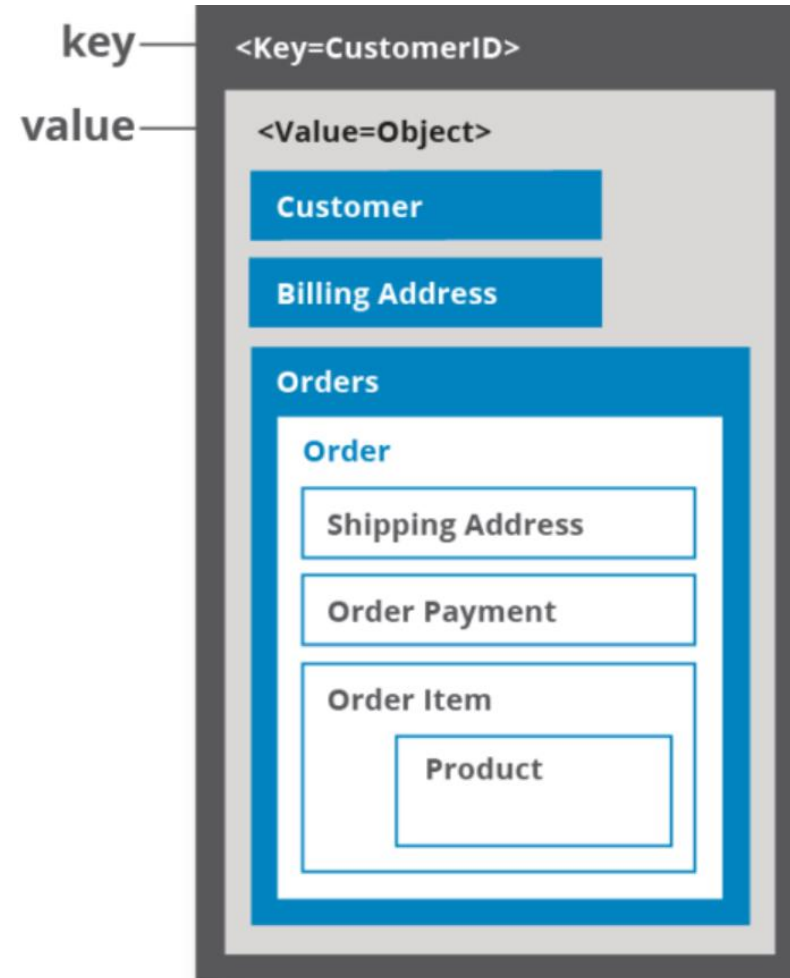 key
<Key=CustomerID>
value
<Value=Object>
Customer
Billing Address
Orders
Order
Shipping Address
Order Payment
Order Item
Product